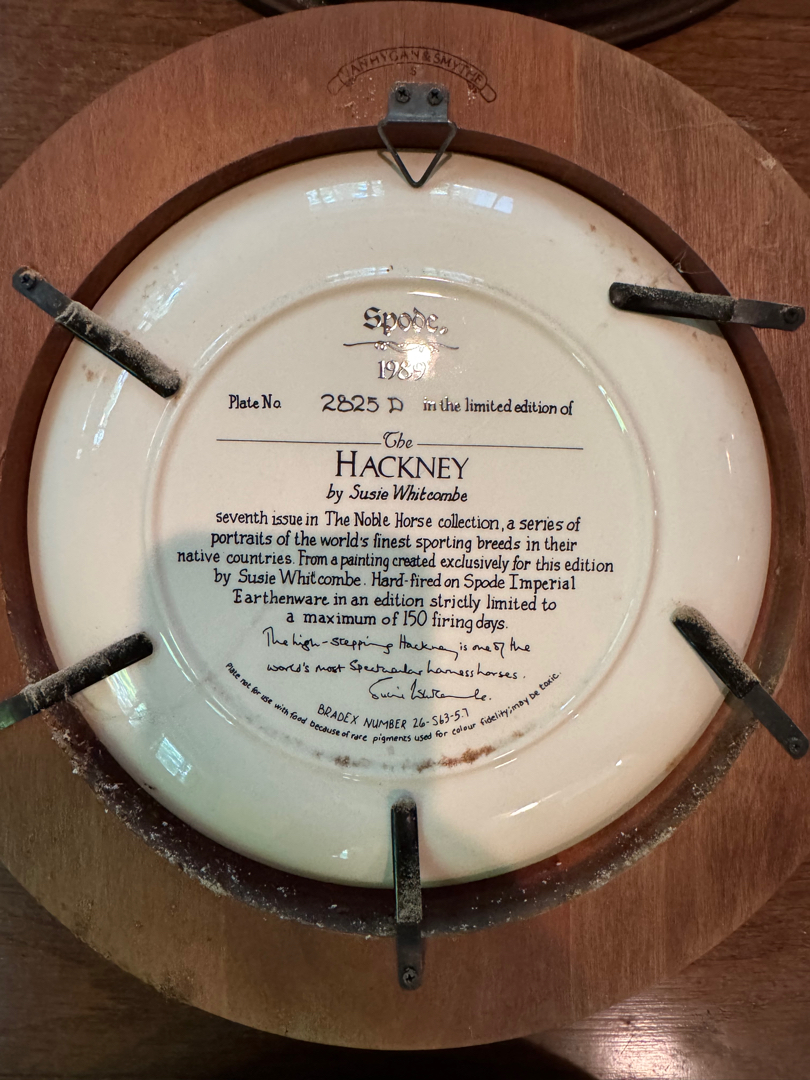 VAN HYGAN & SMYTHE
S
Spode
1989
Plate No. 2825 D in the limited edition of
The
HACKNEY
by Susie Whitcombe
seventh issue in The Noble Horse collection, a series of
portraits of the world's finest sporting breeds in their
native countries. From a painting created exclusively for this edition
by Susie Whitcombe. Hard-fired on Spode Imperial
Earthenware in an edition strictly limited to
a maximum of 150 firing days.
The high-stepping Hackney is one of the
world's most Spectacular harness horses.
Susie Whitcombe.
BRADEX NUMBER 26-S63-5.7
Plate not for use with food because of rare pigments used for colour fidelity; may be toxic.